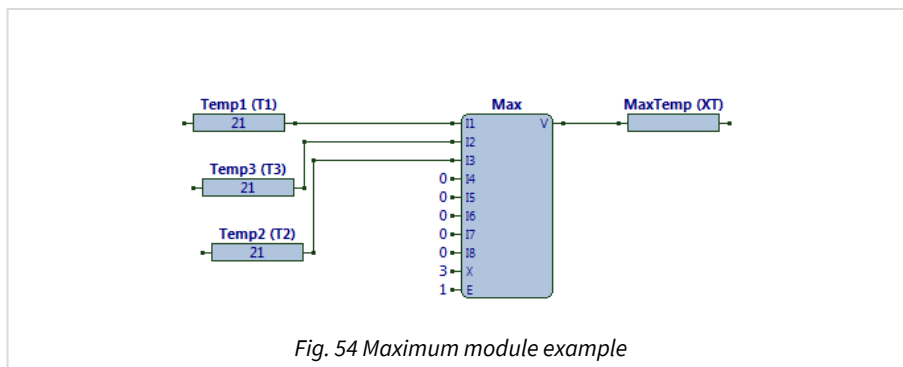 Temp1 (T1)
21
Temp3 (T3)
21
Temp2 (T2)
21
Max
I1 V
I2
I3
0 I4
0 I5
0 I6
0 I7
0 I8
3 X
1 E
MaxTemp (XT)
Fig. 54 Maximum module example